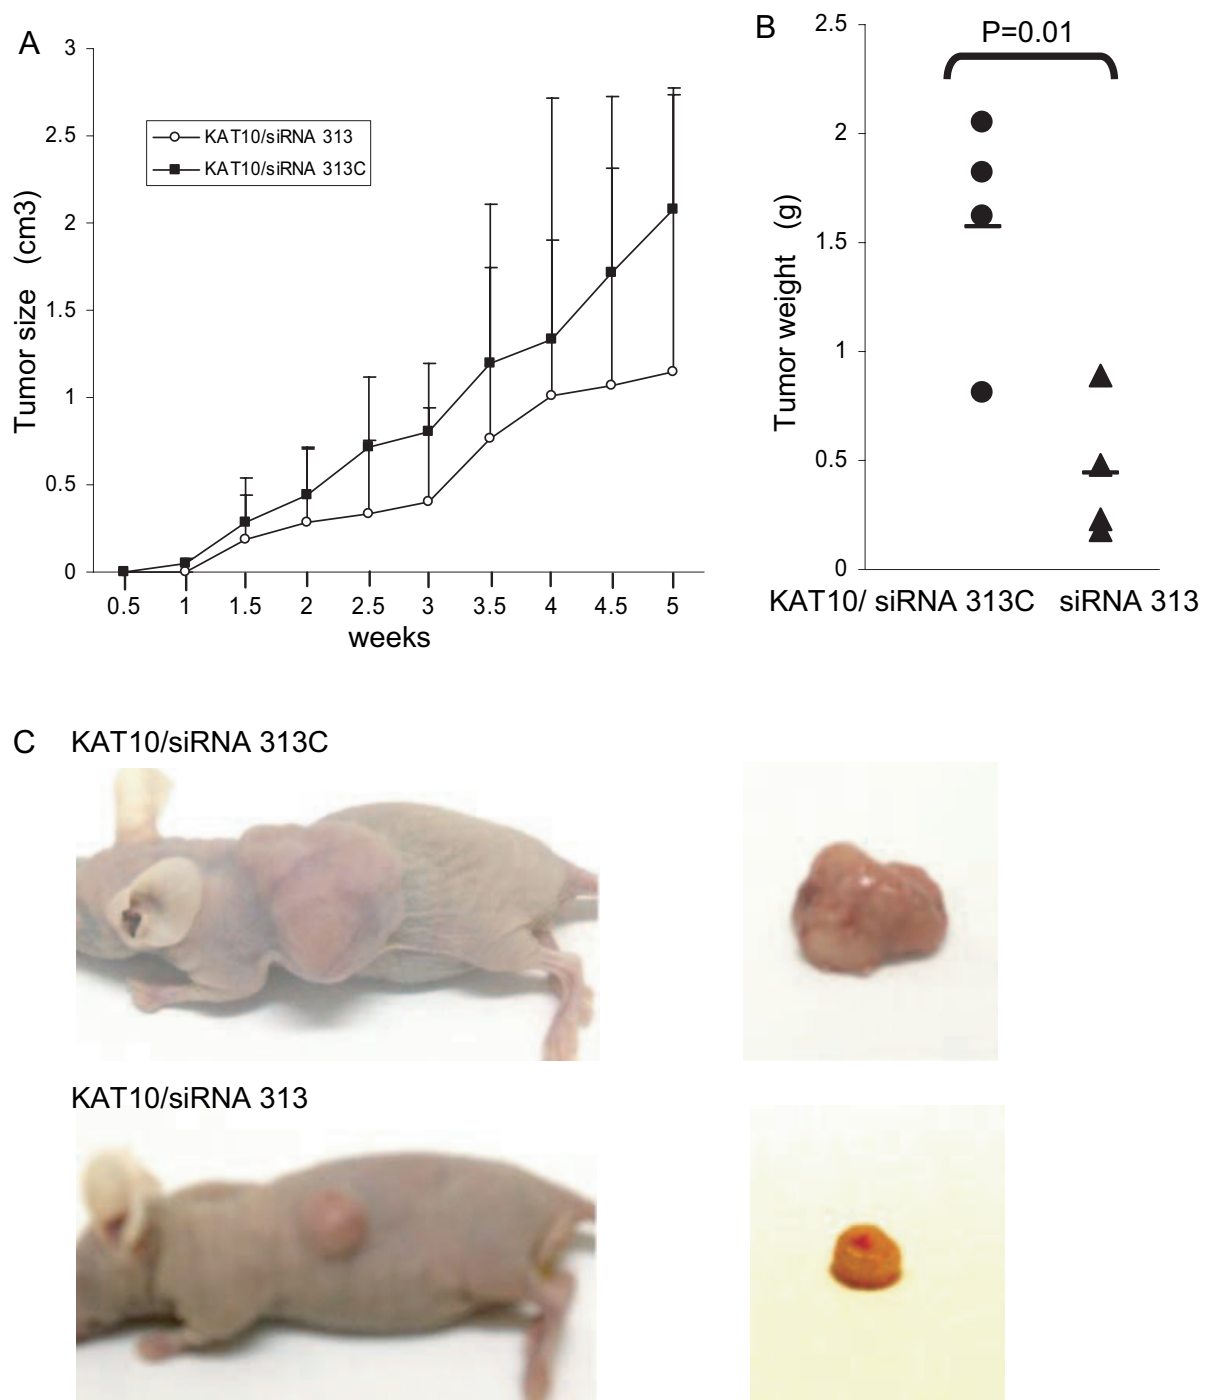 A
3
2.5
2
1.5
1
0.5
0
Tumor size (cm3)
KAT10/siRNA 313
KAT10/siRNA 313C
0.5 1 1.5 2 2.5 3 3.5 4 4.5 5
weeks
B
P=0.01
2.5
2
1.5
1
0.5
0
Tumor weight (g)
KAT10/ siRNA 313C siRNA 313
C KAT10/siRNA 313C
KAT10/siRNA 313